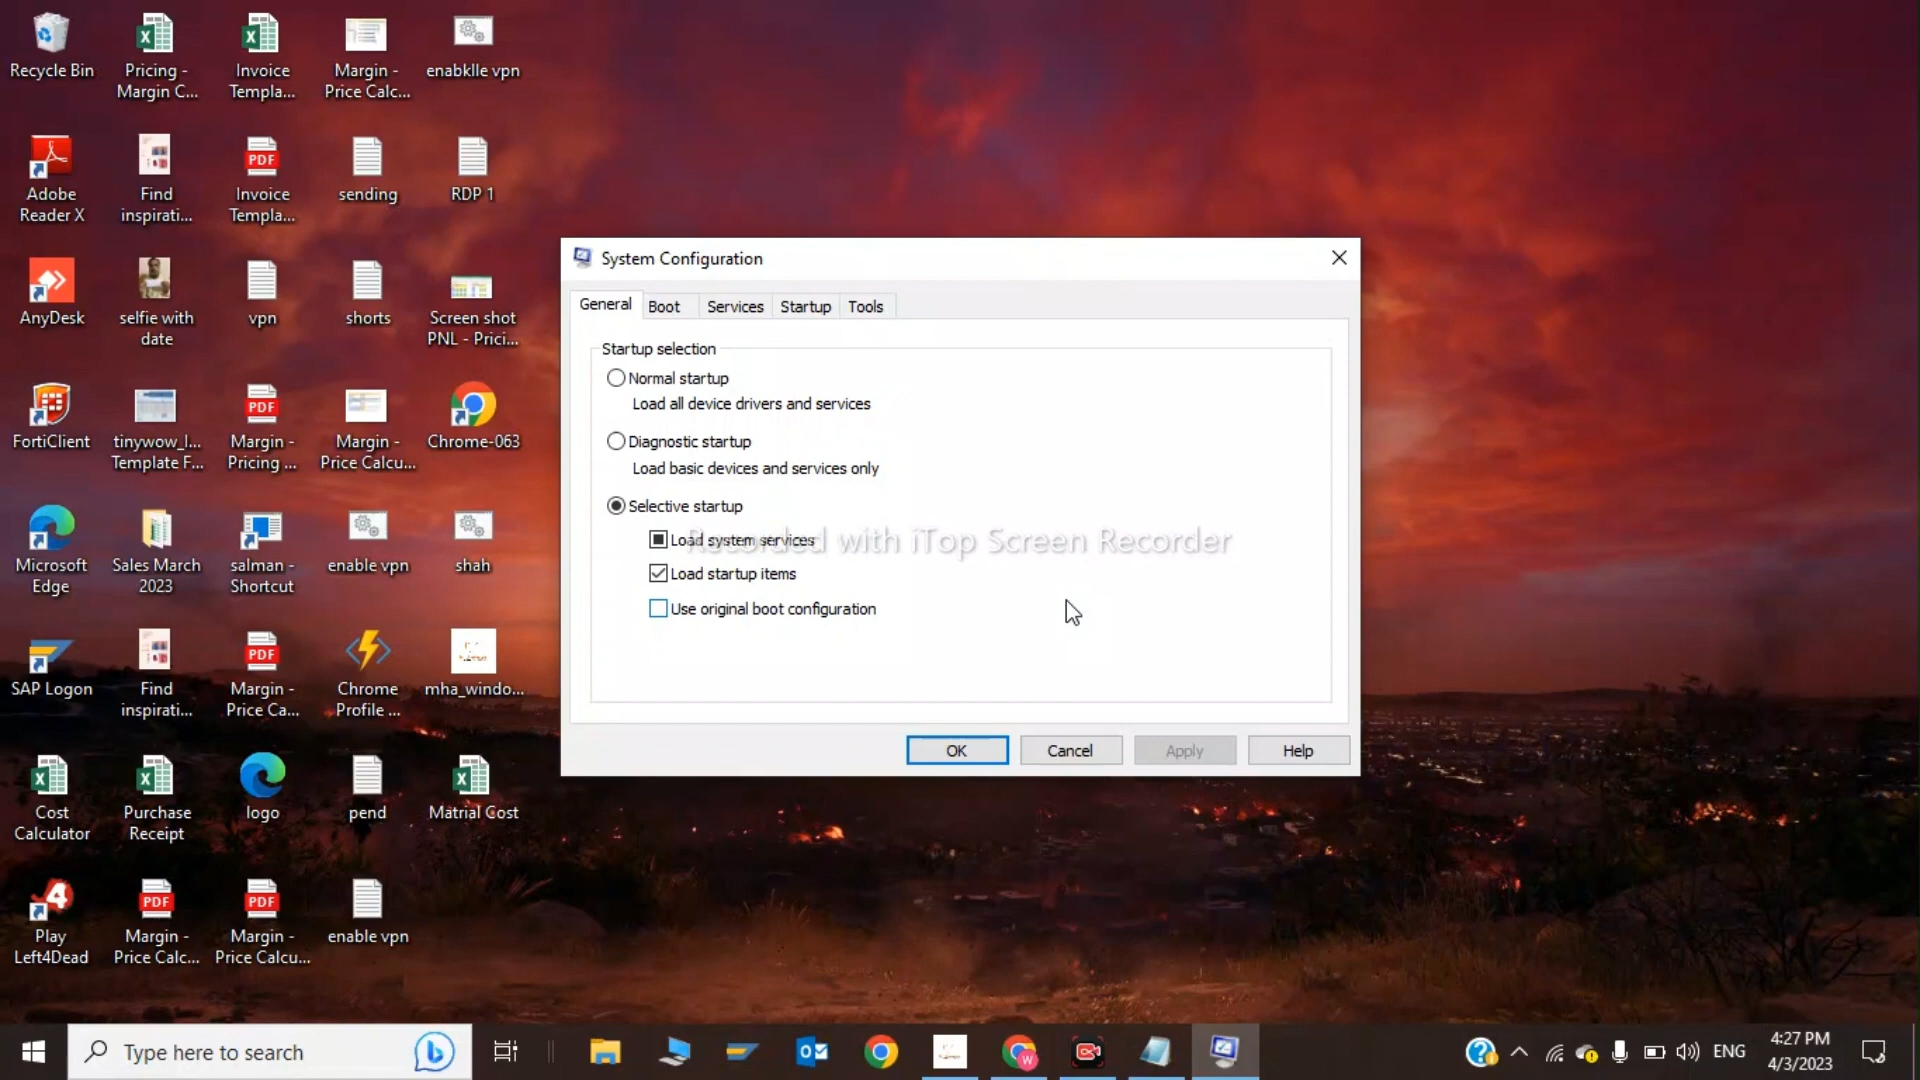 Recycle Bin
Pricing -
Margin C...
Invoice
Templa...
Margin -
Price Calc...
enabklle vpn
Adobe
Reader X
Find
inspirati...
PDF
Invoice
Templa...
sending
RDP 1
AnyDesk
selfie with
date
vpn
shorts
Screen shot
PNL - Prici...
FortiClient
tinywow_l...
Template F...
PDF
Margin -
Pricing ...
Margin -
Price Calcu...
Chrome-063
Microsoft
Edge
Sales March
2023
salman -
Shortcut
enable vpn
shah
SAP Logon
Find
inspirati...
PDF
Margin -
Price Ca...
Chrome
Profile ...
mha_windo...
Cost
Calculator
Purchase
Receipt
logo
pend
Matrial Cost
Play
Left4Dead
PDF
Margin -
Price Calc...
PDF
Margin -
Price Calcu...
enable vpn
System Configuration
General Boot Services Startup Tools
Startup selection
Normal startup
Load all device drivers and services
Diagnostic startup
Load basic devices and services only
Selective startup
Load system services
Recorded with iTop Screen Recorder
Load startup items
Use original boot configuration
OK Cancel Apply Help
Type here to search
ENG
4:27 PM
4/3/2023